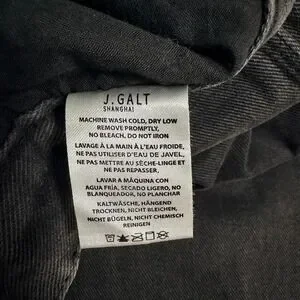 J. GALT
SHANGHAI
MACHINE WASH COLD, DRY LOW
REMOVE PROMPTLY,
NO BLEACH, DO NOT IRON
LAVAGE À LA MAIN À L'EAU FROIDE,
NE PAS UTILISER D'EAU DE JAVEL,
NE PAS METTRE AU SÈCHE-LINGE ET
NE PAS REPASSER
LAVAR A MÁQUINA CON
AGUA FRÍA, SECADO LIGERO, NO
BLANQUEADOR, NO PLANCHAR
KALTWÄSCHE, HÄNGEND
TROCKNEN, NICHT BLEICHEN,
NICHT BÜGELN, NICHT CHEMISCH
REINIGEN